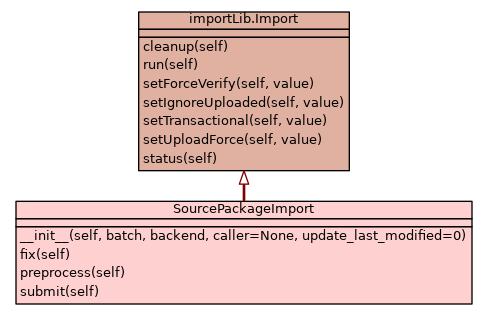 importLib.Import
cleanup(self)
run(self)
setForceVerify(self, value)
setIgnoreUploaded(self, value)
setTransactional(self, value)
setUploadForce(self, value)
status(self)
SourcePackageImport
__init__(self, batch, backend, caller=None, update_last_modified=0)
fix(self)
preprocess(self)
submit(self)